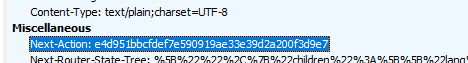 Content-Type: text/plain;charset=UTF-8
Miscellaneous
Next-Action: e4d951bbcfdef7e590919ae33e39d2a200f3d9e7
Next-Router-State-Tree: %5B%22%22%2C%7B%22children%22%3A%5B%5B%22lang%